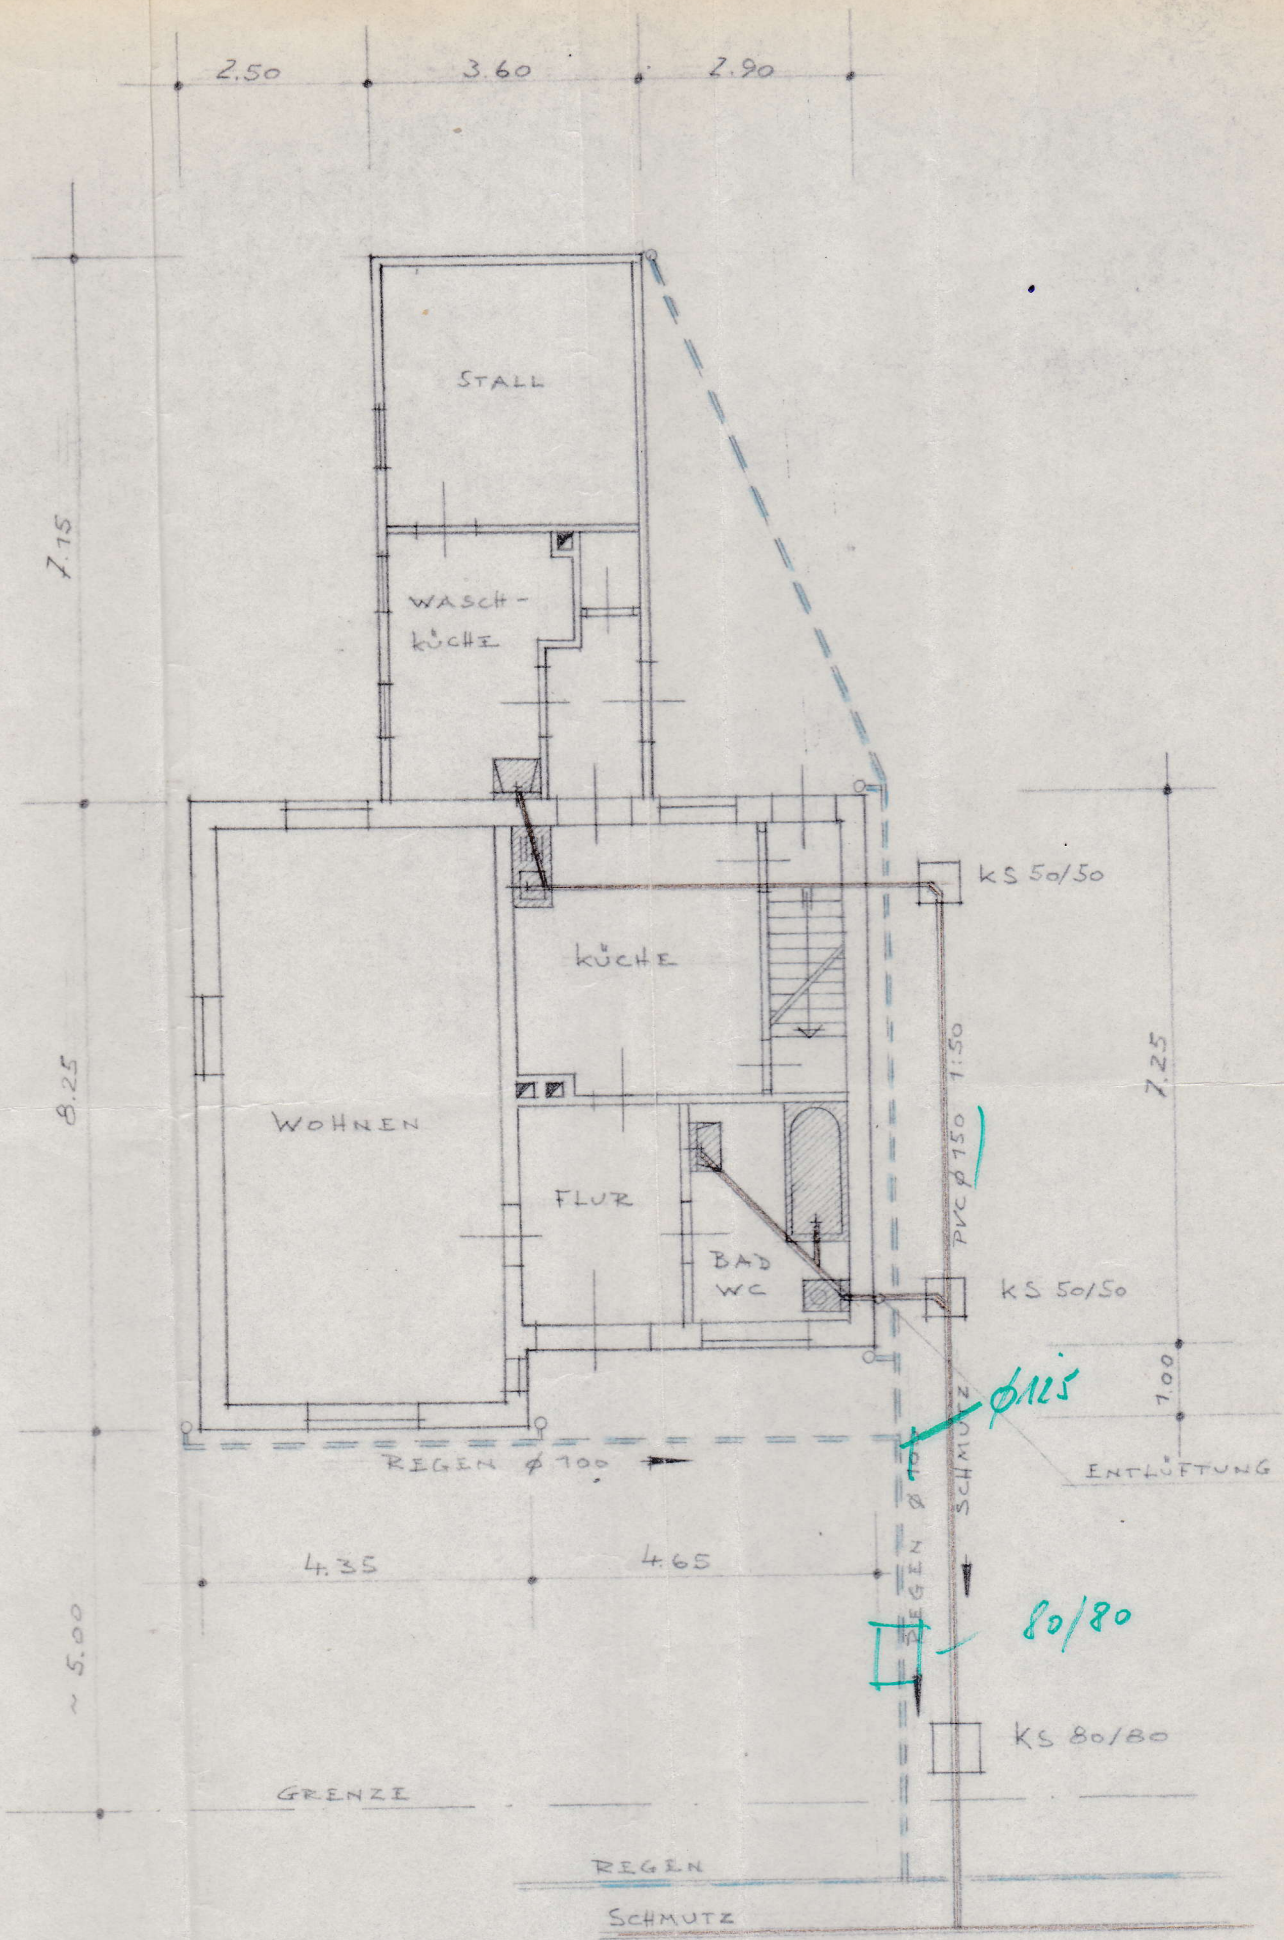 2.50
3.60
2.90
STALL
7.15
WASCH-
KÜCHE
KS 50/50
KÜCHE
8.25
WOHNEN
PVC Ø 150 1:50
7.25
FLUR
BAD
WC
KS 50/50
1.00
Ø125
REGEN Ø 100
SCHMUTZ
ENTLÜFTUNG
REGEN Ø
4.35
4.65
~ 5.00
80/80
KS 80/80
GRENZE
REGEN
SCHMUTZ